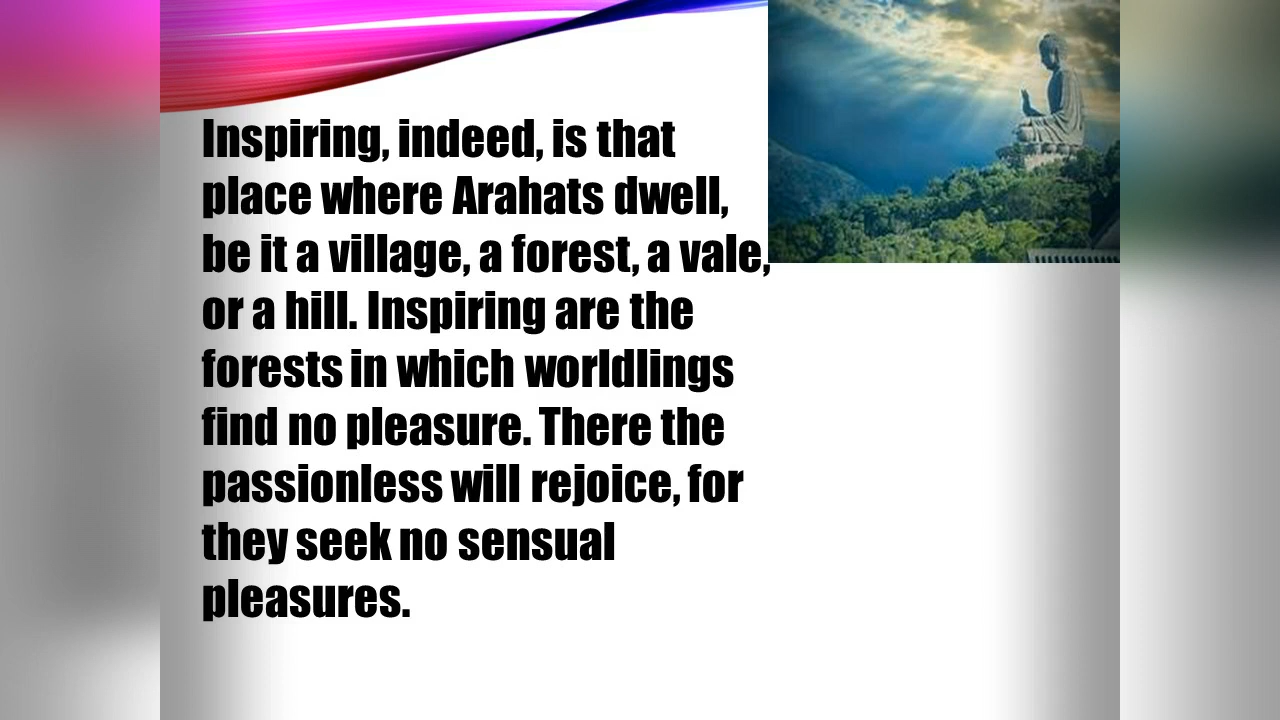 Inspiring, indeed, is that
place where Arahats dwell,
be it a village, a forest, a vale,
or a hill. Inspiring are the
forests in which worldlings
find no pleasure. There the
passionless will rejoice, for
they seek no sensual
pleasures.